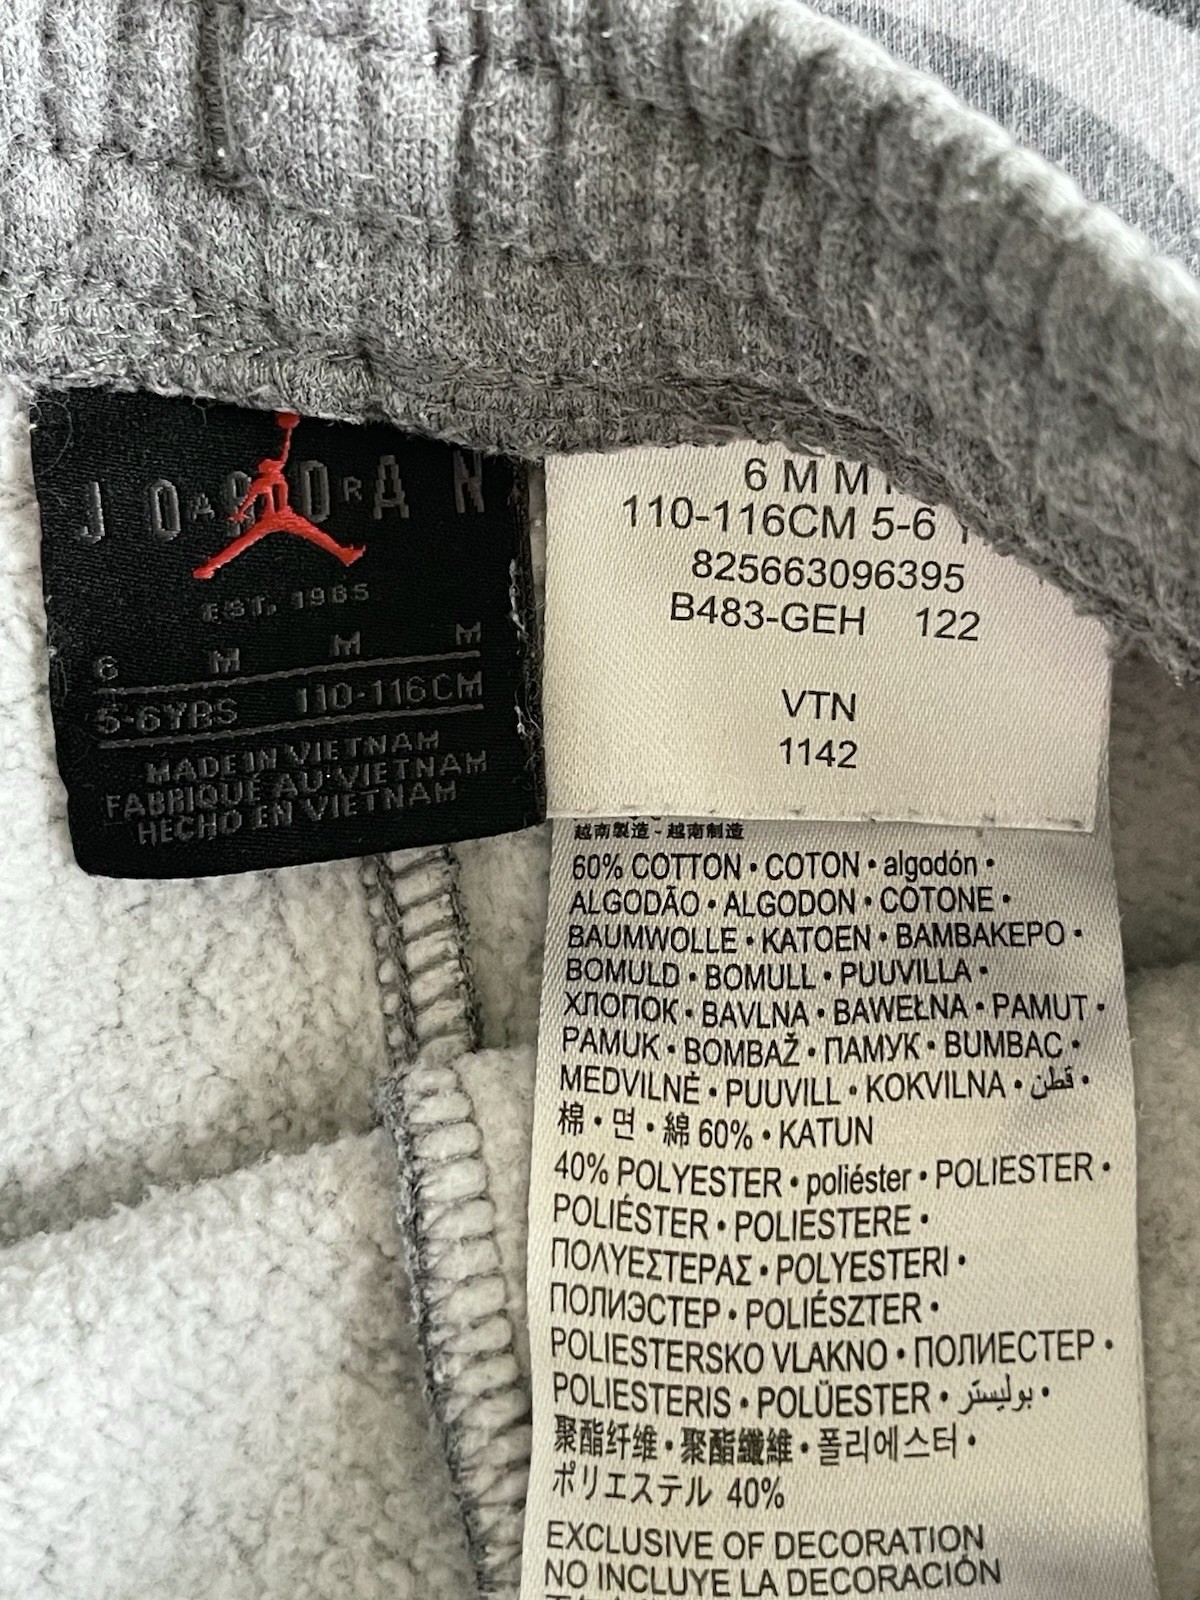 JORDAN
AIR
EST. 1985
6 M M M
5-6YRS 110-116CM
MADE IN VIETNAM
FABRIQUÉ AU VIETNAM
HECHO EN VIETNAM
6 M M
110-116CM 5-6
825663096395
B483-GEH 122
VTN
1142
越南製造 - 越南制造
60% COTTON • COTON • algodón •
ALGODÃO • ALGODON • COTONE •
BAUMWOLLE • KATOEN • ΒΑΜΒΑΚΕΡΟ •
BOMULD • BOMULL • PUUVILLA •
ХЛОПОК • BAVLNA • BAWEŁNA • PAMUT •
PAMUK • BOMBAŽ • ПАМУК • BUMBAC •
MEDVILNĖ • PUUVILL • KOKVILNA • قطن •
棉 • 면 • 綿 60% • KATUN
40% POLYESTER • poliéster • POLIESTER •
POLIÉSTER • POLIESTERE •
ΠΟΛΥΕΣΤΕΡΑΣ • POLYESTERI •
ПОЛИЭСТЕР • POLIÉSZTER •
POLIESTERSKO VLAKNO • ПОЛИЕСТЕР •
POLIESTERIS • POLÜESTER • بوليستر •
聚酯纤维 • 聚酯纖維 • 폴리에스터 •
ポリエステル 40%
EXCLUSIVE OF DECORATION
NO INCLUYE LA DECORACIÓN